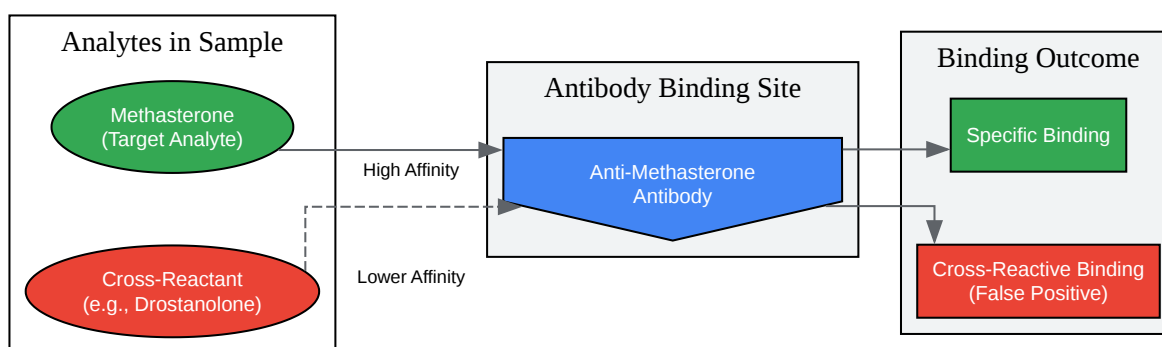 Analytes in Sample
Methasterone
(Target Analyte)
Cross-Reactant
(e.g., Drostanolone)
High Affinity
Lower Affinity
Antibody Binding Site
Anti-Methasterone
Antibody
Binding Outcome
Specific Binding
Cross-Reactive Binding
(False Positive)